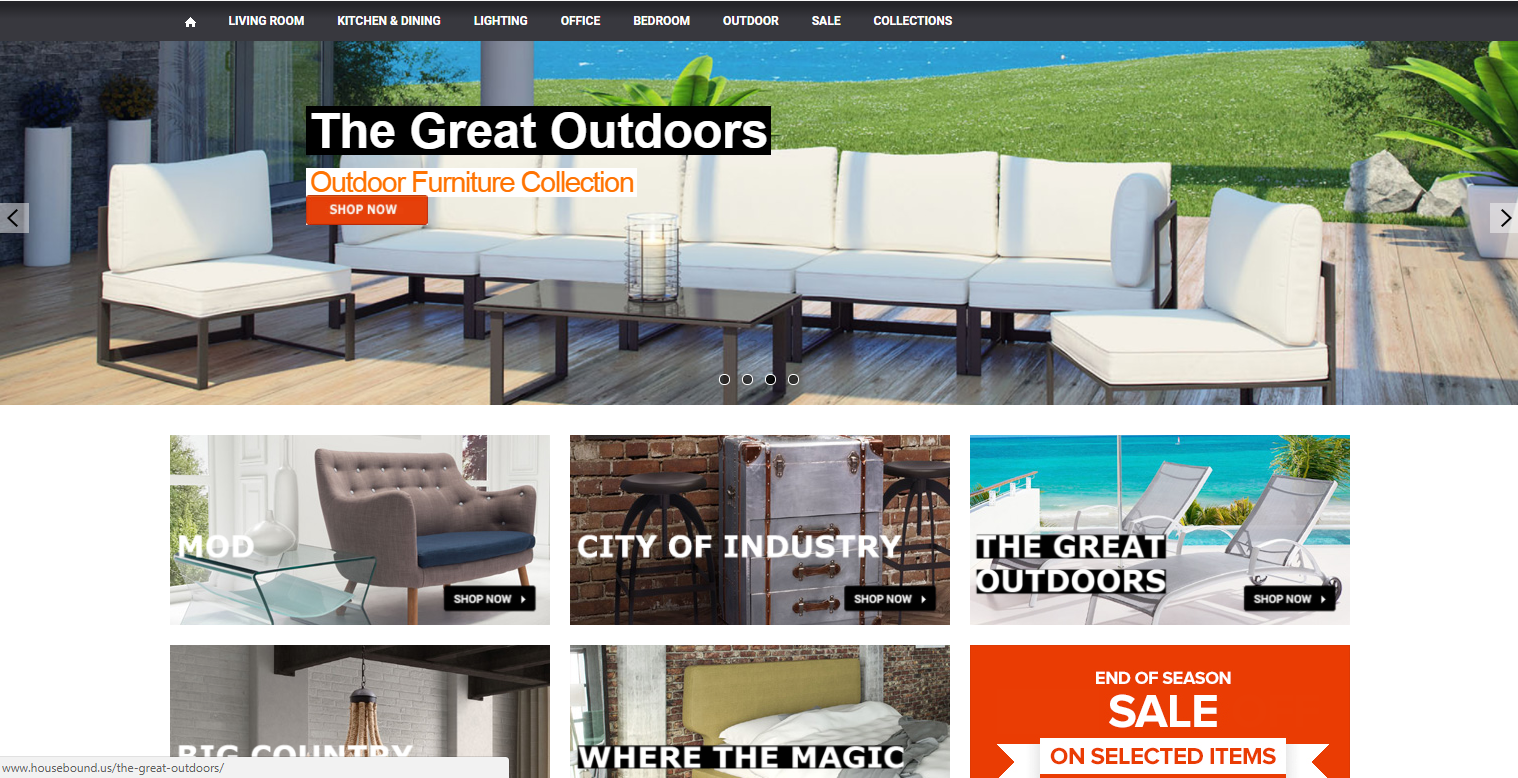 LIVING ROOM KITCHEN & DINING LIGHTING OFFICE BEDROOM OUTDOOR SALE COLLECTIONS
The Great Outdoors
Outdoor Furniture Collection
SHOP NOW
MOD
SHOP NOW
CITY OF INDUSTRY
SHOP NOW
THE GREAT
OUTDOORS
SHOP NOW
BIG COUNTRY
WHERE THE MAGIC
END OF SEASON
SALE
ON SELECTED ITEMS
www.housebound.us/the-great-outdoors/